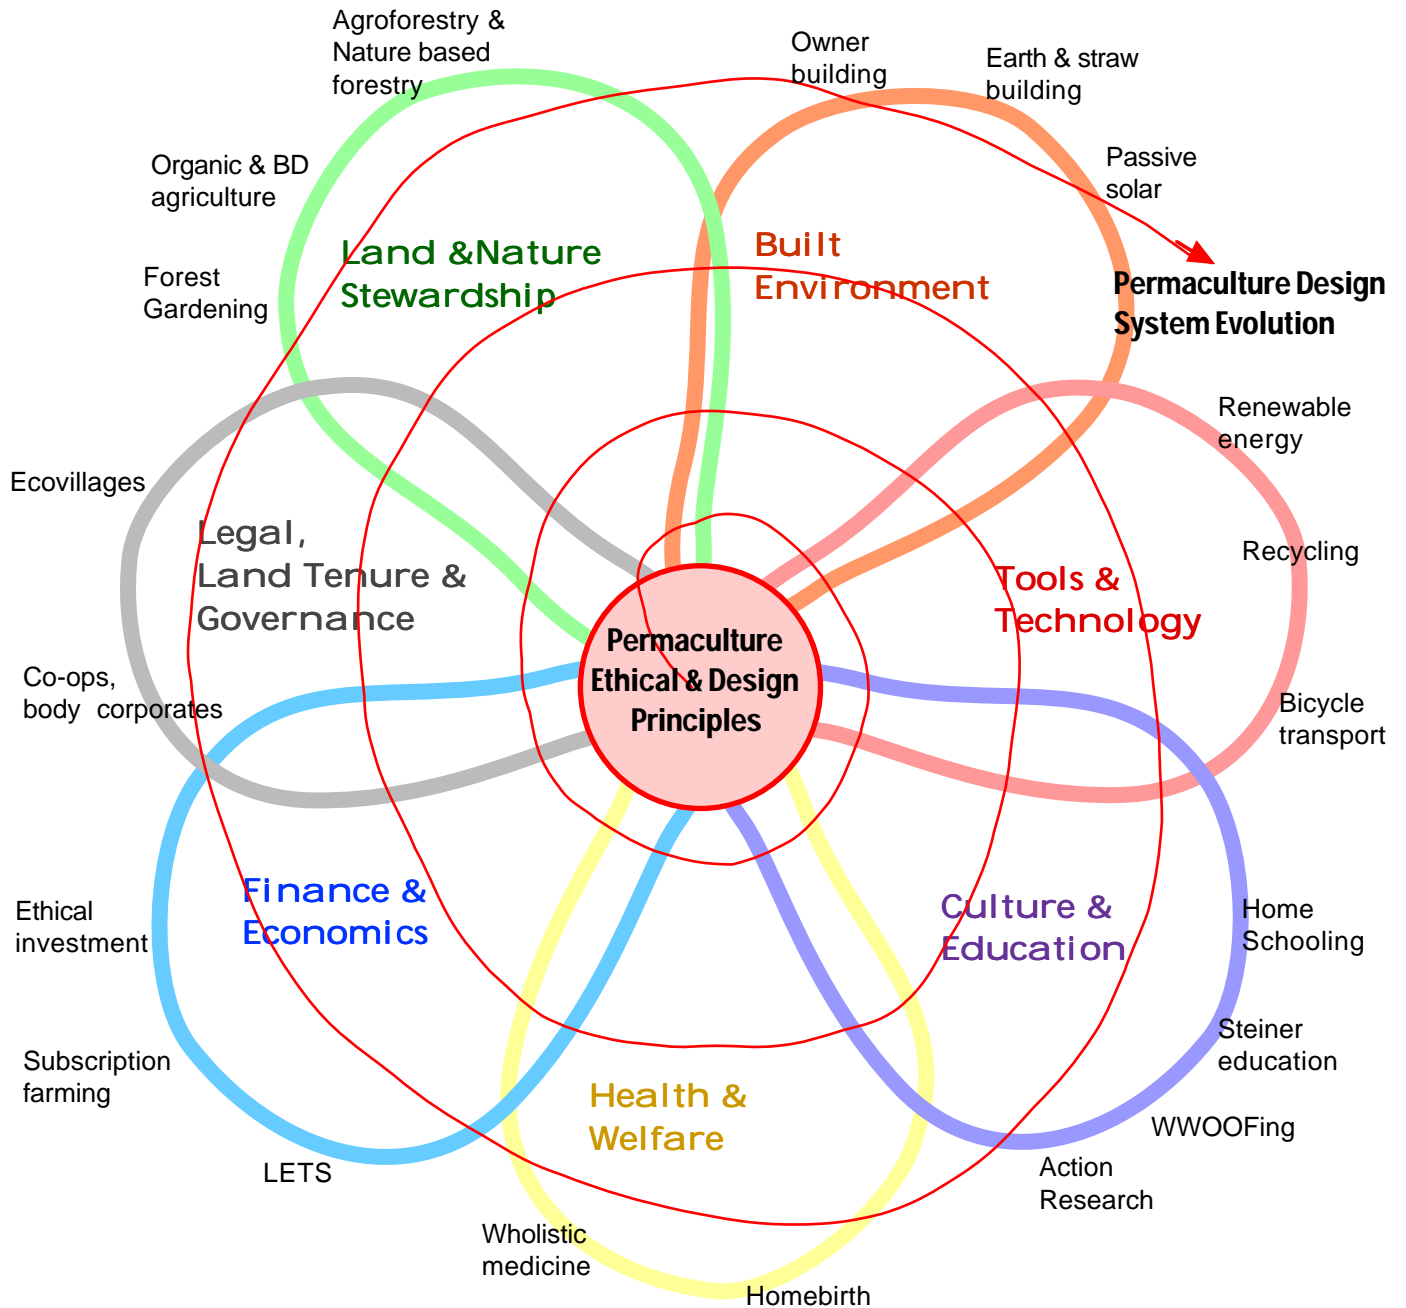 Agroforestry &
Nature based
forestry
Owner
building
Earth & straw
building
Passive
solar
Organic & BD
agriculture
Forest
Gardening
Land &Nature
Stewardship
Built
Environment
Permaculture Design
System Evolution
Renewable
energy
Ecovillages
Legal,
Land Tenure &
Governance
Recycling
Tools &
Technology
Permaculture
Ethical & Design
Principles
Co-ops,
body corporates
Bicycle
transport
Finance &
Economics
Culture &
Education
Ethical
investment
Home
Schooling
Subscription
farming
Steiner
education
Health &
Welfare
WWOOFing
LETS
Action
Research
Wholistic
medicine
Homebirth